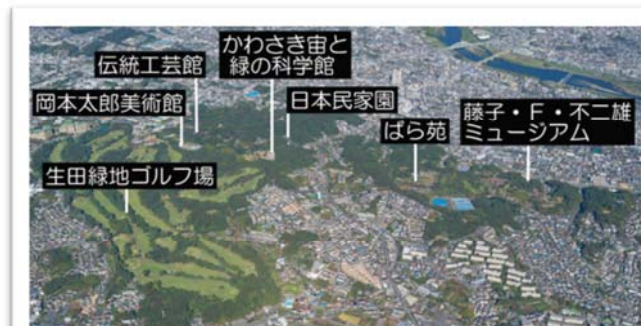 かわさき宙と
緑の科学館
伝統工芸館
岡本太郎美術館
日本民家園
ばら苑
藤子・F・不二雄
ミュージアム
生田緑地ゴルフ場